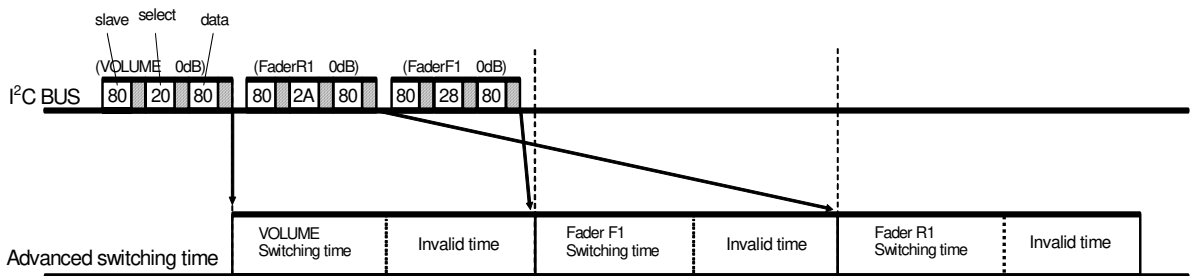 slave select data
(VOLUME 0dB) (FaderR1 0dB) (FaderF1 0dB)
I²C BUS 80 20 80 80 2A 80 80 28 80
VOLUME
Switching time
Invalid time
Fader F1
Switching time
Invalid time
Fader R1
Switching time
Invalid time
Advanced switching time